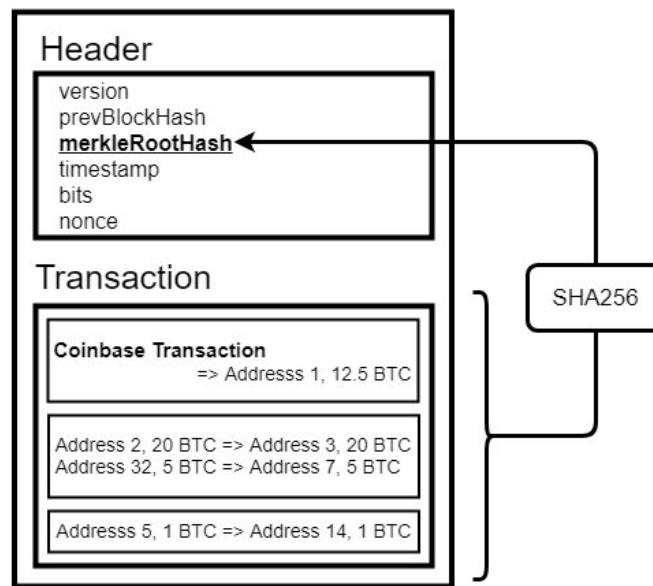 Header
version
prevBlockHash
merkleRootHash
timestamp
bits
nonce
Transaction
SHA256
Coinbase Transaction
=> Addresss 1, 12.5 BTC
Address 2, 20 BTC => Address 3, 20 BTC
Address 32, 5 BTC => Address 7, 5 BTC
Addresss 5, 1 BTC => Address 14, 1 BTC